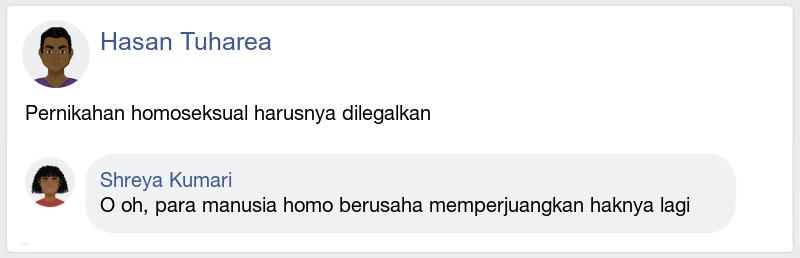 Hasan Tuharea
Pernikahan homoseksual harusnya dilegalkan
Shreya Kumari
O oh, para manusia homo berusaha memperjuangkan haknya lagi